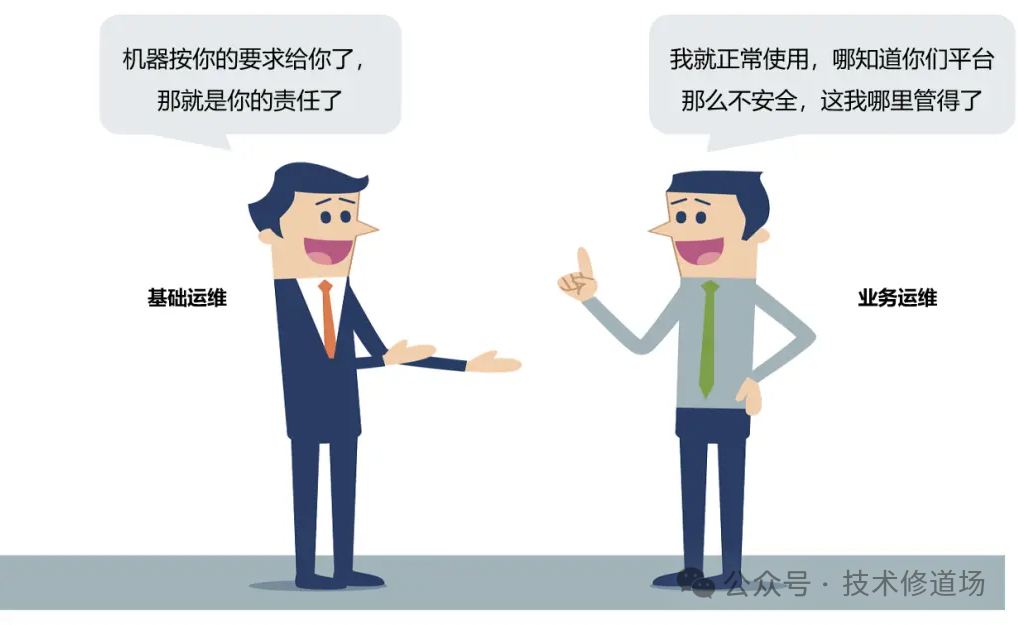 机器按你的要求给你了，
那就是你的责任了
我就正常使用，哪知道你们平台
那么不安全，这我哪里管得了
基础运维
业务运维
公众号 · 技术修道场